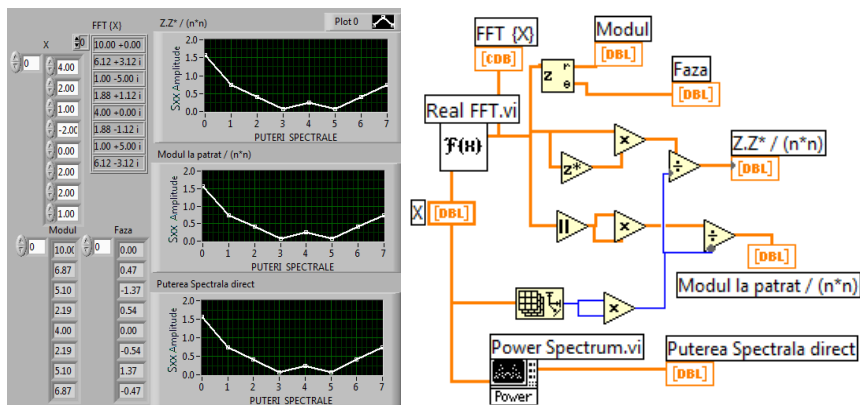 FFT {X}
Z.Z* / (n*n)
Plot 0
X
0
0
4.00
2.00
1.00
-2.00
0.00
2.00
2.00
1.00
10.00 +0.00
6.12 +3.12 i
1.00 -5.00 i
1.88 +1.12 i
4.00 +0.00 i
1.88 -1.12 i
1.00 +5.00 i
6.12 -3.12 i
Sxx Amplitude
2.0
1.5
1.0
0.5
0.0
0 1 2 3 4 5 6 7
PUTERI SPECTRALE
Modul la patrat / (n*n)
Sxx Amplitude
2.0
1.5
1.0
0.5
0.0
0 1 2 3 4 5 6 7
PUTERI SPECTRALE
Modul
Faza
0
0
10.00
6.87
5.10
2.19
4.00
2.19
5.10
6.87
0.00
0.47
-1.37
0.54
0.00
-0.54
1.37
-0.47
Puterea Spectrala direct
Sxx Amplitude
2.0
1.5
1.0
0.5
0.0
0 1 2 3 4 5 6 7
PUTERI SPECTRALE
FFT {X}
[CDB]
Modul
[DBL]
z r
e
Faza
[DBL]
Real FFT.vi
F{x}
x
z*
÷
Z.Z* / (n*n)
[DBL]
X
[DBL]
||
x
÷
[DBL]
Modul la patrat / (n*n)
x
Power Spectrum.vi
Power
Puterea Spectrala direct
[DBL]